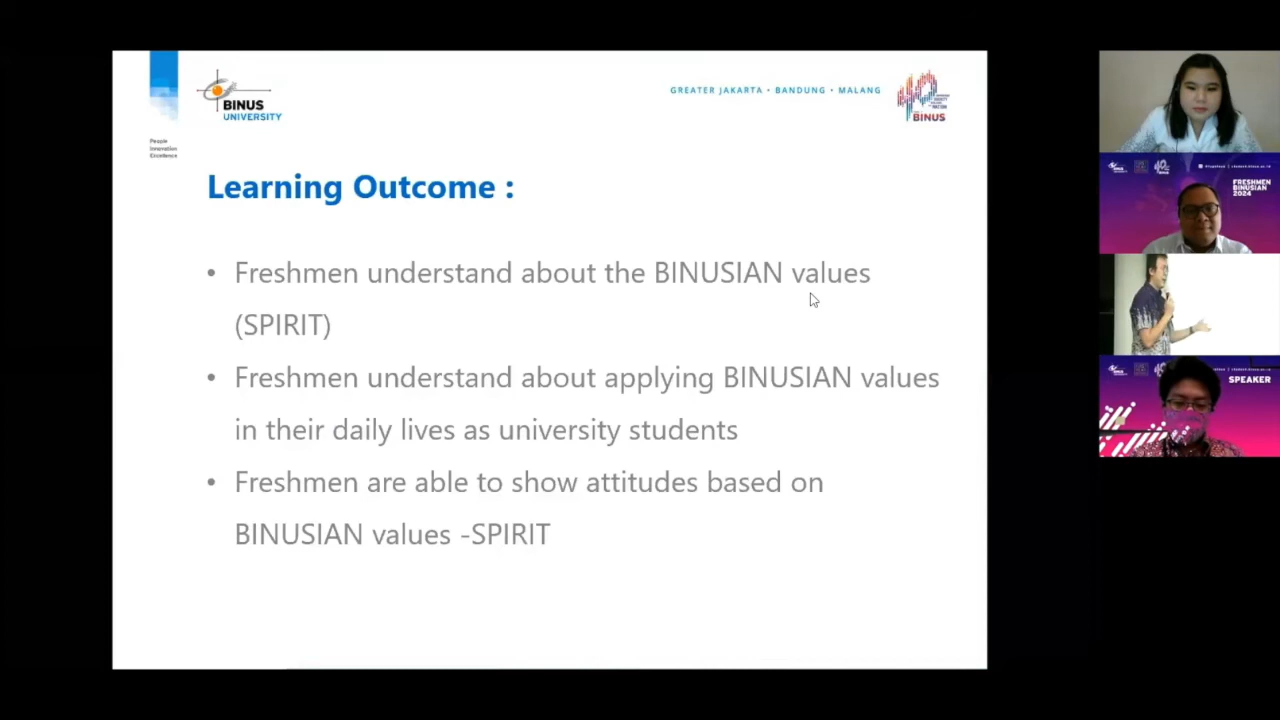 BINUS
UNIVERSITY
People
Innovation
Excellence
GREATER JAKARTA • BANDUNG • MALANG
BINUS
Learning Outcome :
• Freshmen understand about the BINUSIAN values
(SPIRIT)
• Freshmen understand about applying BINUSIAN values
in their daily lives as university students
• Freshmen are able to show attitudes based on
BINUSIAN values -SPIRIT
FRESHMEN
BINUSIAN
2024
SPEAKER